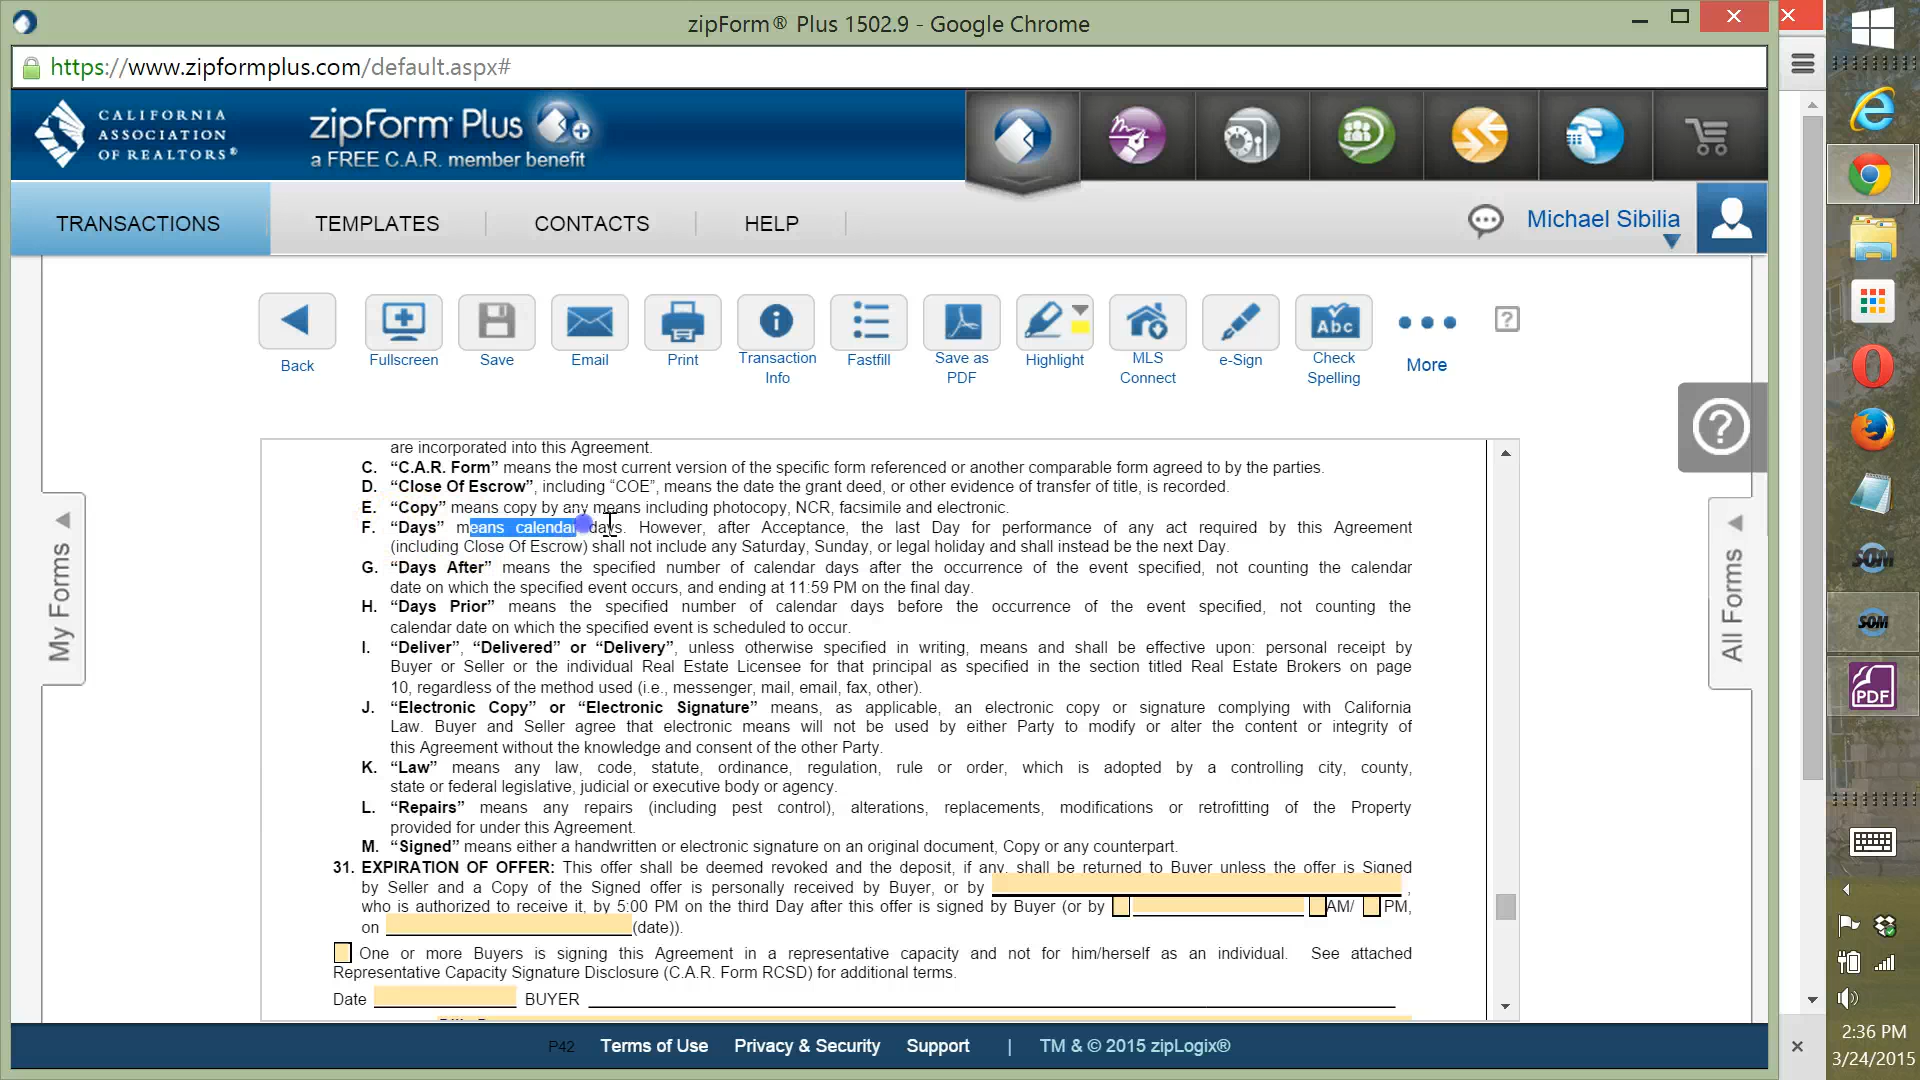 zipForm® Plus 1502.9 - Google Chrome
https://www.zipformplus.com/default.aspx#
CALIFORNIA
ASSOCIATION
OF REALTORS®
zipForm® Plus
a FREE C.A.R. member benefit
TRANSACTIONS
TEMPLATES
CONTACTS
HELP
Michael Sibilia
Back
Fullscreen
Save
Email
Print
Transaction
Info
Fastfill
Save as
PDF
Highlight
MLS
Connect
e-Sign
Abc
Check
Spelling
More
?
?
My Forms
All Forms
are incorporated into this Agreement.
C. “C.A.R. Form” means the most current version of the specific form referenced or another comparable form agreed to by the parties.
D. “Close Of Escrow”, including “COE”, means the date the grant deed, or other evidence of transfer of title, is recorded.
E. “Copy” means copy by any means including photocopy, NCR, facsimile and electronic.
F. “Days” means calendar days. However, after Acceptance, the last Day for performance of any act required by this Agreement
(including Close Of Escrow) shall not include any Saturday, Sunday, or legal holiday and shall instead be the next Day.
G. “Days After” means the specified number of calendar days after the occurrence of the event specified, not counting the calendar
date on which the specified event occurs, and ending at 11:59 PM on the final day.
H. “Days Prior” means the specified number of calendar days before the occurrence of the event specified, not counting the
calendar date on which the specified event is scheduled to occur.
I. “Deliver”, “Delivered” or “Delivery”, unless otherwise specified in writing, means and shall be effective upon: personal receipt by
Buyer or Seller or the individual Real Estate Licensee for that principal as specified in the section titled Real Estate Brokers on page
10, regardless of the method used (i.e., messenger, mail, email, fax, other).
J. “Electronic Copy” or “Electronic Signature” means, as applicable, an electronic copy or signature complying with California
Law. Buyer and Seller agree that electronic means will not be used by either Party to modify or alter the content or integrity of
this Agreement without the knowledge and consent of the other Party.
K. “Law” means any law, code, statute, ordinance, regulation, rule or order, which is adopted by a controlling city, county,
state or federal legislative, judicial or executive body or agency.
L. “Repairs” means any repairs (including pest control), alterations, replacements, modifications or retrofitting of the Property
provided for under this Agreement.
M. “Signed” means either a handwritten or electronic signature on an original document, Copy or any counterpart.
31. EXPIRATION OF OFFER: This offer shall be deemed revoked and the deposit, if any, shall be returned to Buyer unless the offer is Signed
by Seller and a Copy of the Signed offer is personally received by Buyer, or by ,
who is authorized to receive it, by 5:00 PM on the third Day after this offer is signed by Buyer (or by AM/ PM,
on (date)).
One or more Buyers is signing this Agreement in a representative capacity and not for him/herself as an individual. See attached
Representative Capacity Signature Disclosure (C.A.R. Form RCSD) for additional terms.
Date BUYER
P42
Terms of Use
Privacy & Security
Support
|
TM & © 2015 zipLogix®
SOM
SOM
PDF
2:36 PM
3/24/2015